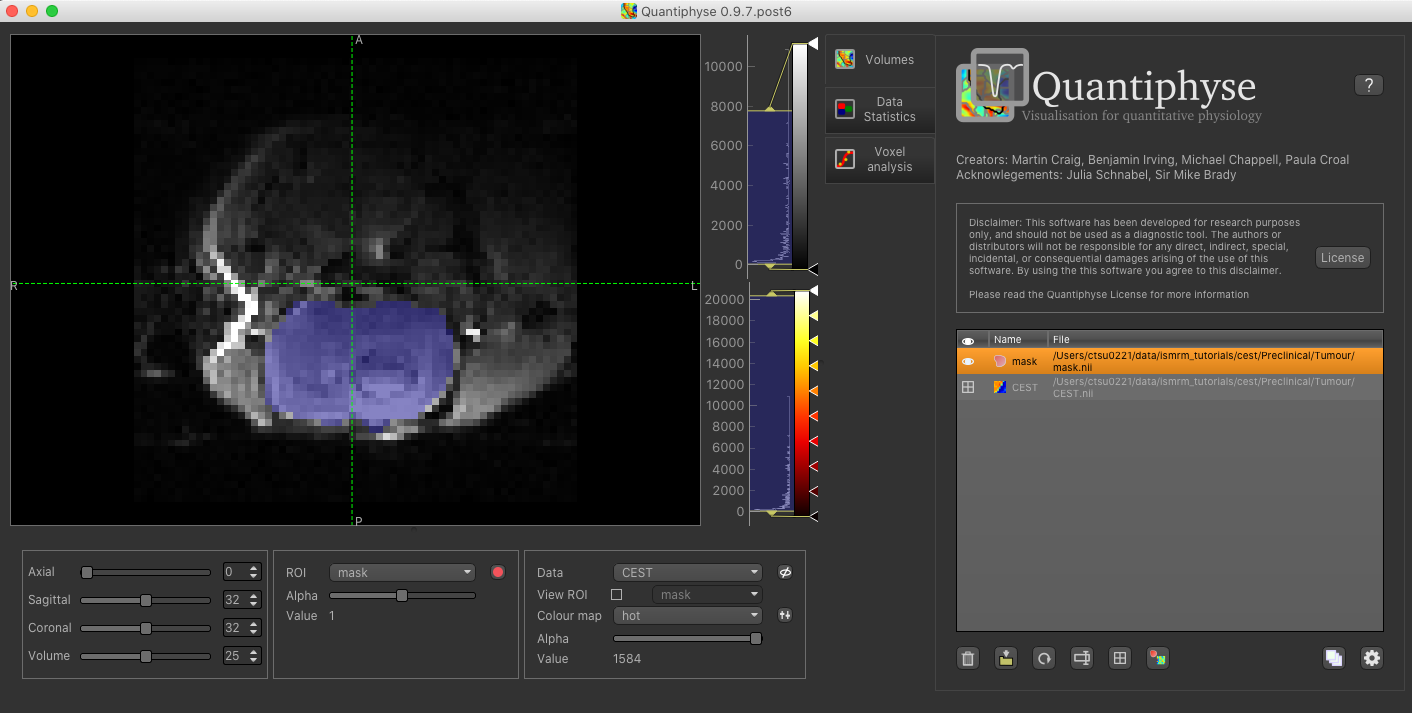 Quantiphyse 0.9.7.post6
A
R
L
P
10000
8000
6000
4000
2000
0
20000
18000
16000
14000
12000
10000
8000
6000
4000
2000
0
Volumes
Data
Statistics
Voxel
analysis
Quantiphyse
Visualisation for quantitative physiology
?
Creators: Martin Craig, Benjamin Irving, Michael Chappell, Paula Croal
Acknowlegements: Julia Schnabel, Sir Mike Brady
Disclaimer: This software has been developed for research purposes
only, and should not be used as a diagnostic tool. The authors or
distributors will not be responsible for any direct, indirect, special,
incidental, or consequential damages arising of the use of this
software. By using the this software you agree to this disclaimer.
Please read the Quantiphyse License for more information
License
Name File
mask /Users/ctsu0221/data/ismrm_tutorials/cest/Preclinical/Tumour/
mask.nii
CEST /Users/ctsu0221/data/ismrm_tutorials/cest/Preclinical/Tumour/
CEST.nii
Axial 0
Sagittal 32
Coronal 32
Volume 25
ROI mask
Alpha
Value 1
Data CEST
View ROI mask
Colour map hot
Alpha
Value 1584